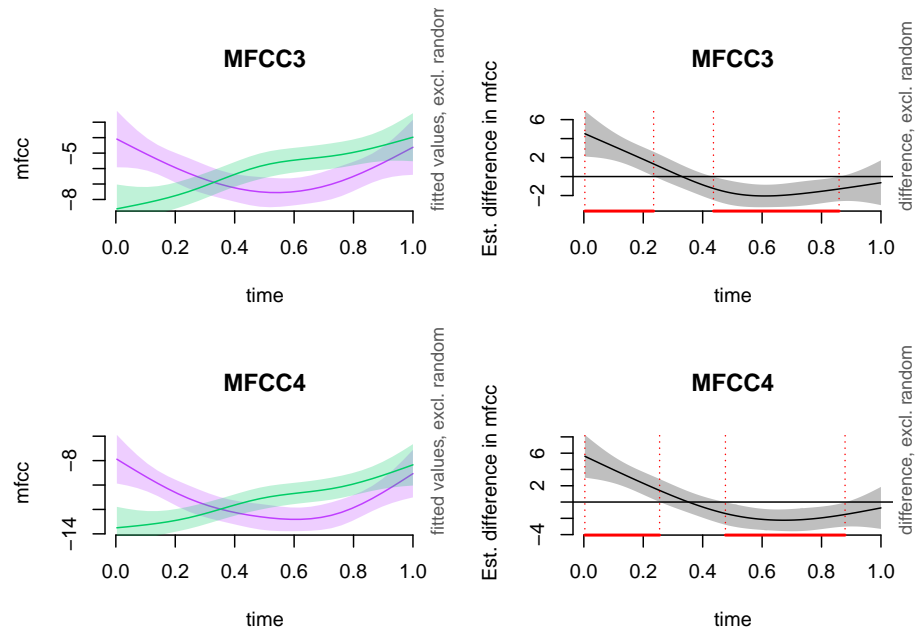 MFCC3
mfcc
-5
-8
0.0 0.2 0.4 0.6 0.8 1.0
time
fitted values, excl. random
MFCC3
Est. difference in mfcc
6
2
-2
0.0 0.2 0.4 0.6 0.8 1.0
time
difference, excl. random
MFCC4
mfcc
-8
-14
0.0 0.2 0.4 0.6 0.8 1.0
time
fitted values, excl. random
MFCC4
Est. difference in mfcc
6
2
-4
0.0 0.2 0.4 0.6 0.8 1.0
time
difference, excl. random